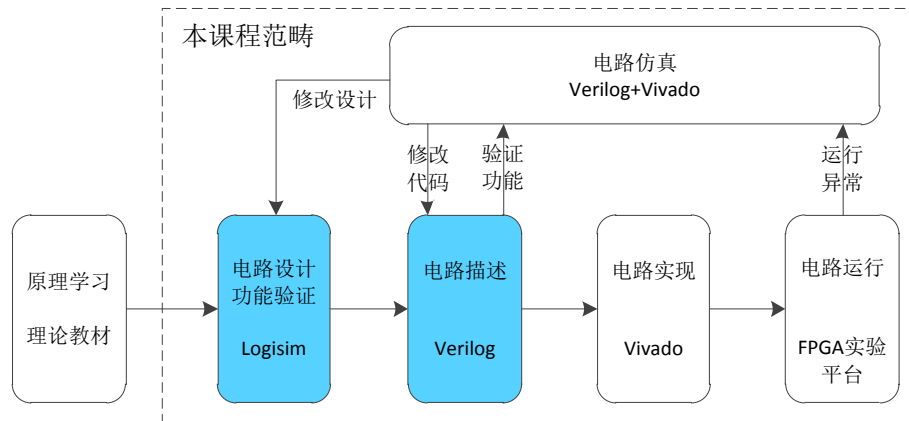 本课程范畴
电路仿真
Verilog+Vivado
修改设计
修改
代码
验证
功能
运行
异常
原理学习
理论教材
电路设计
功能验证
Logisim
电路描述
Verilog
电路实现
Vivado
电路运行
FPGA实验
平台